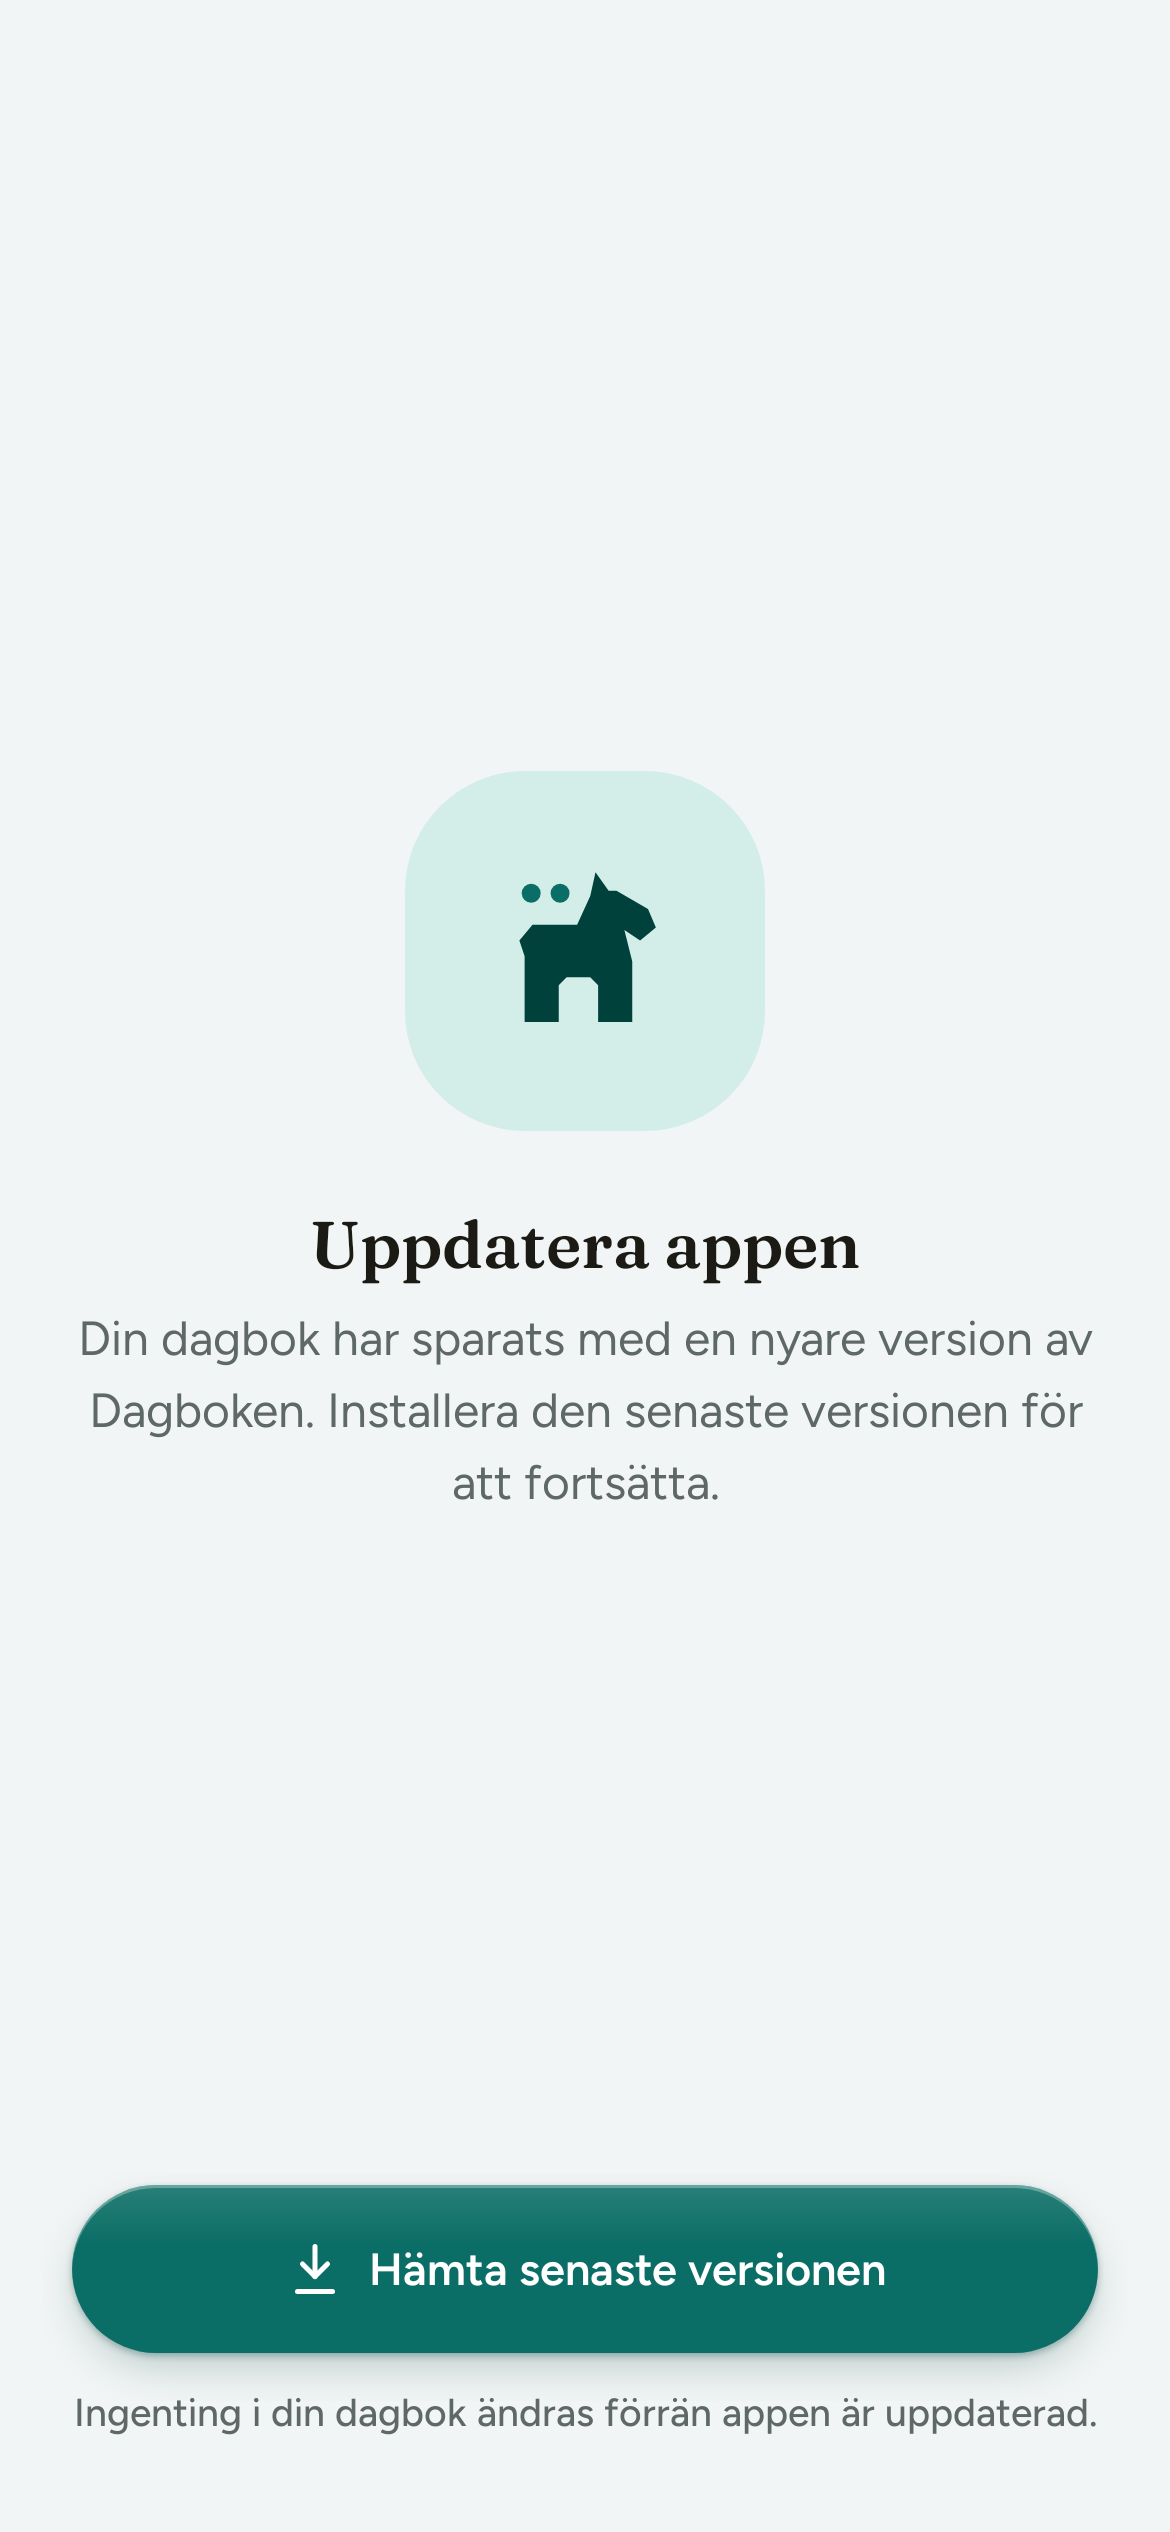 Uppdatera appen
Din dagbok har sparats med en nyare version av
Dagboken. Installera den senaste versionen för
att fortsätta.
Hämta senaste versionen
Ingenting i din dagbok ändras förrän appen är uppdaterad.